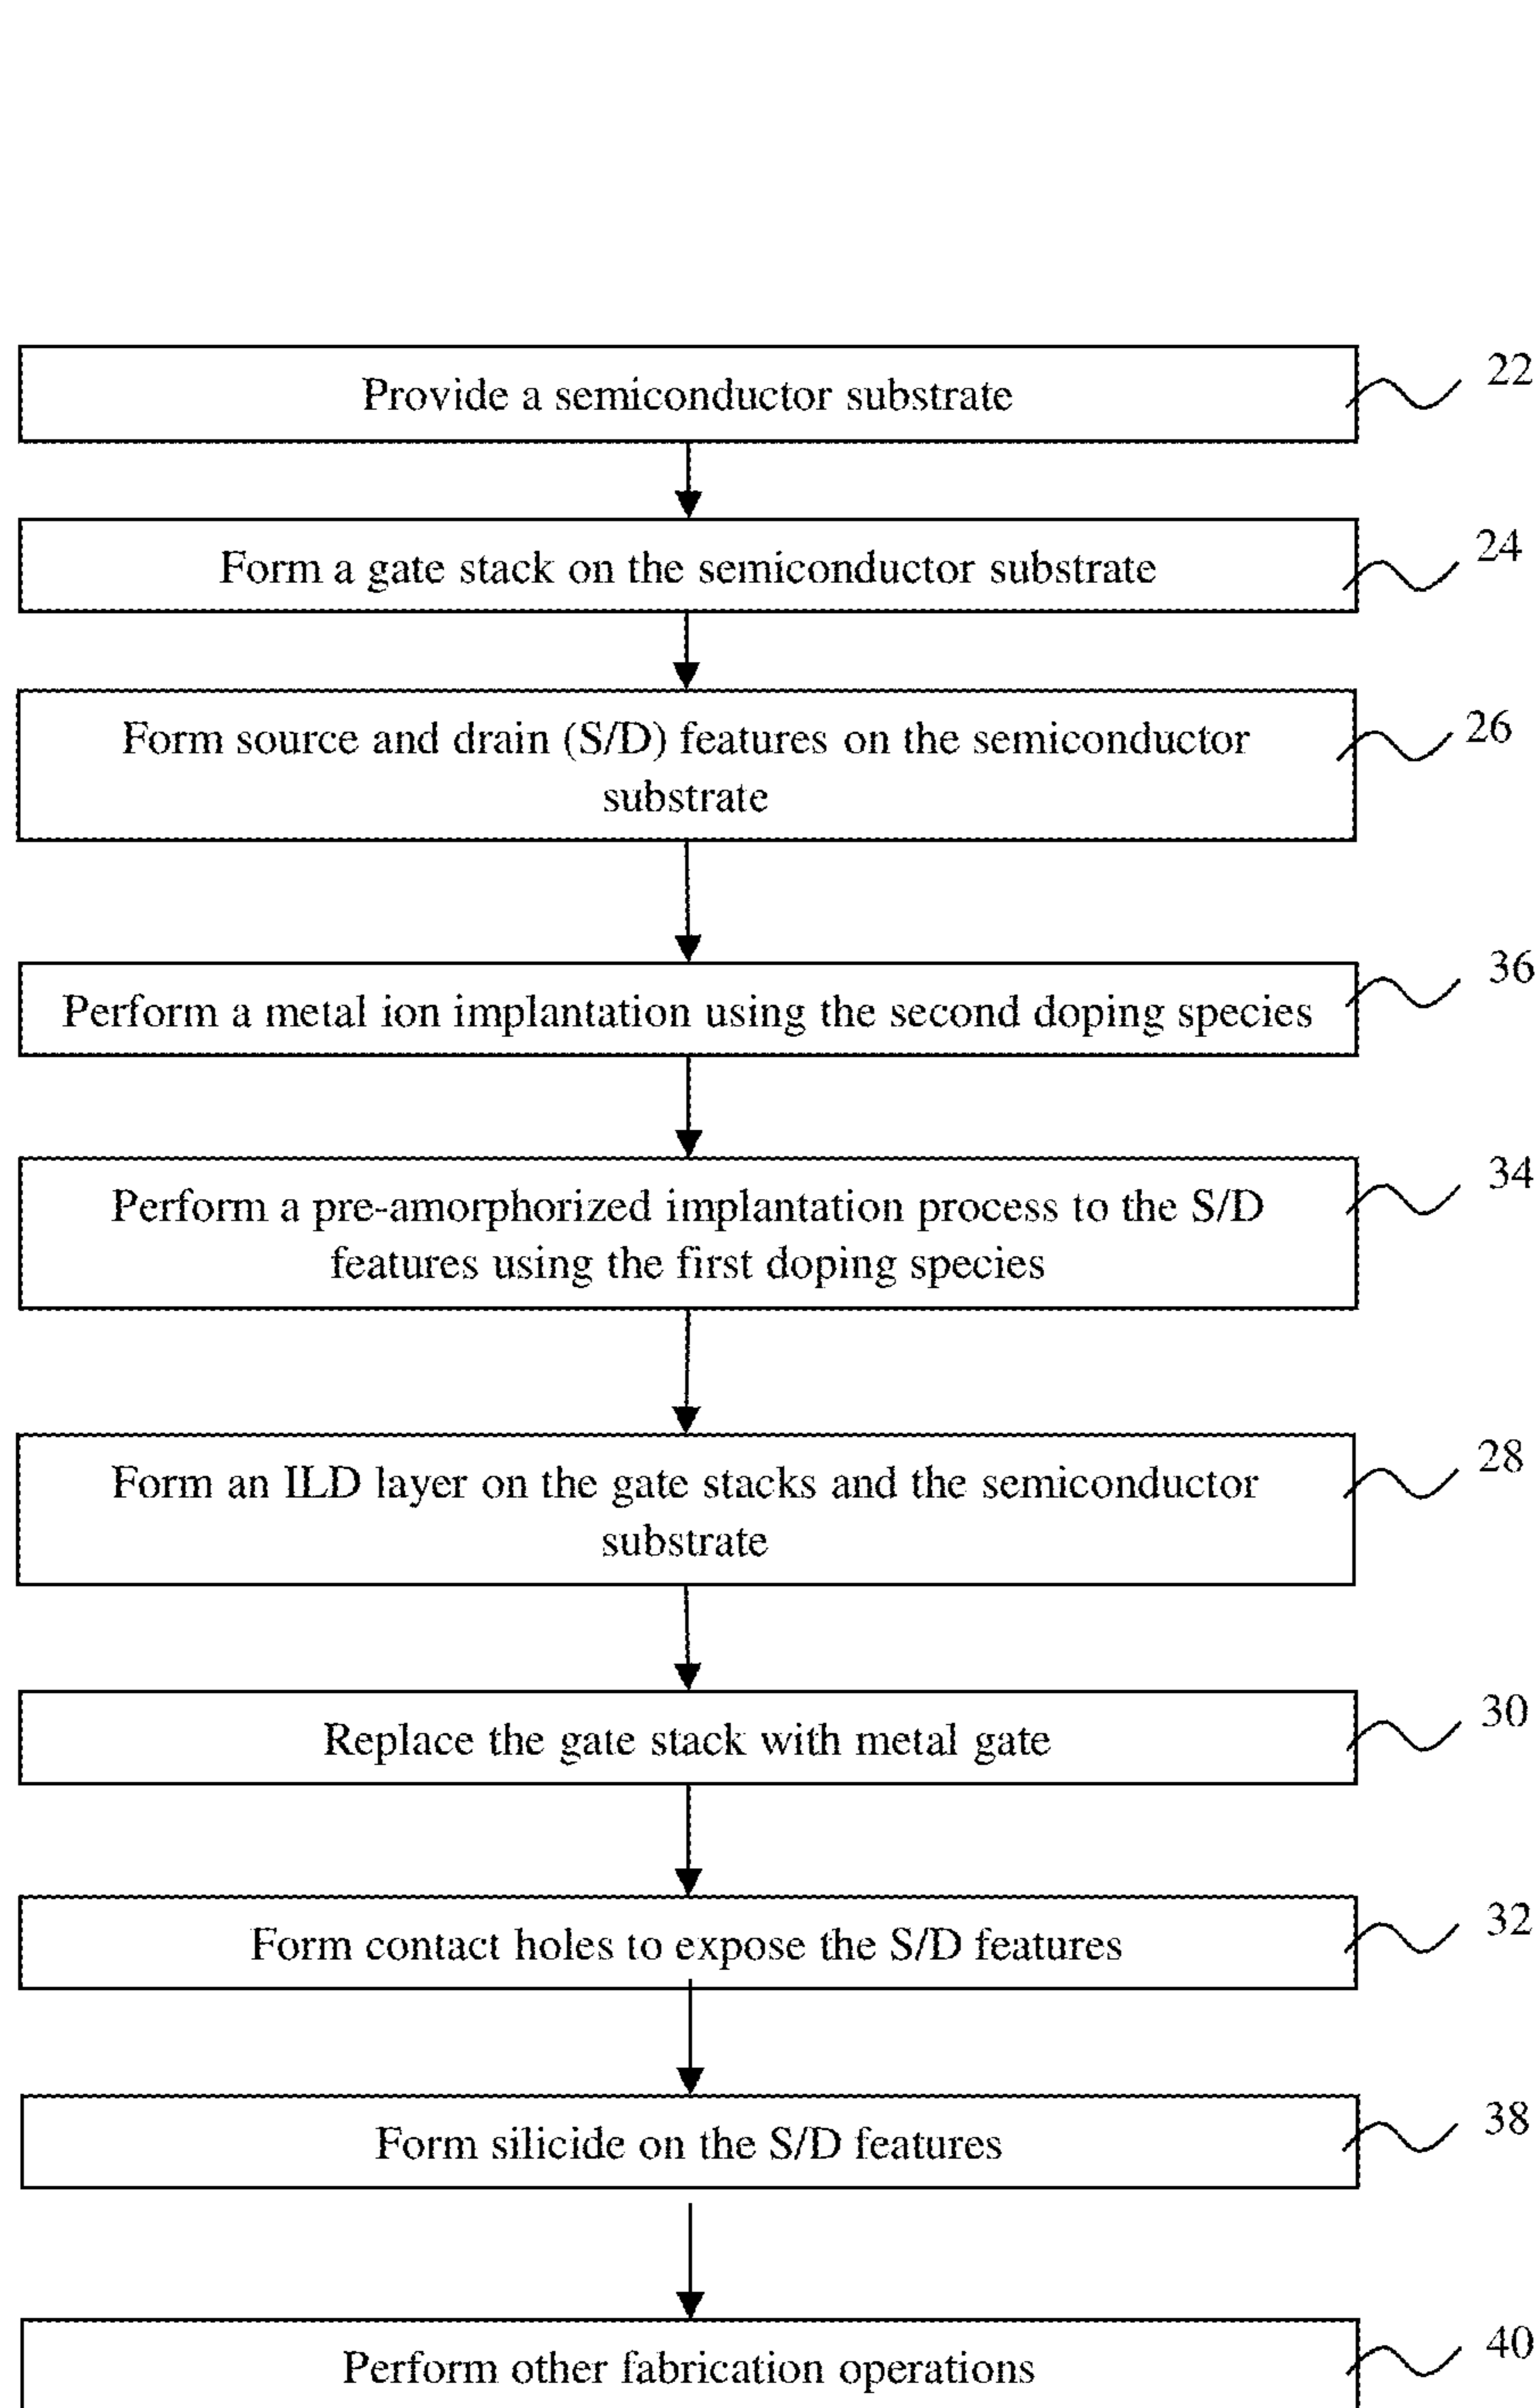 Provide a semiconductor substrate
22
Form a gate stack on the semiconductor substrate
24
Form source and drain (S/D) features on the semiconductor
substrate
26
Perform a metal ion implantation using the second doping species
36
Perform a pre-amorphorized implantation process to the S/D
features using the first doping species
34
Form an ILD layer on the gate stacks and the semiconductor
substrate
28
Replace the gate stack with metal gate
30
Form contact holes to expose the S/D features
32
Form silicide on the S/D features
38
Perform other fabrication operations
40